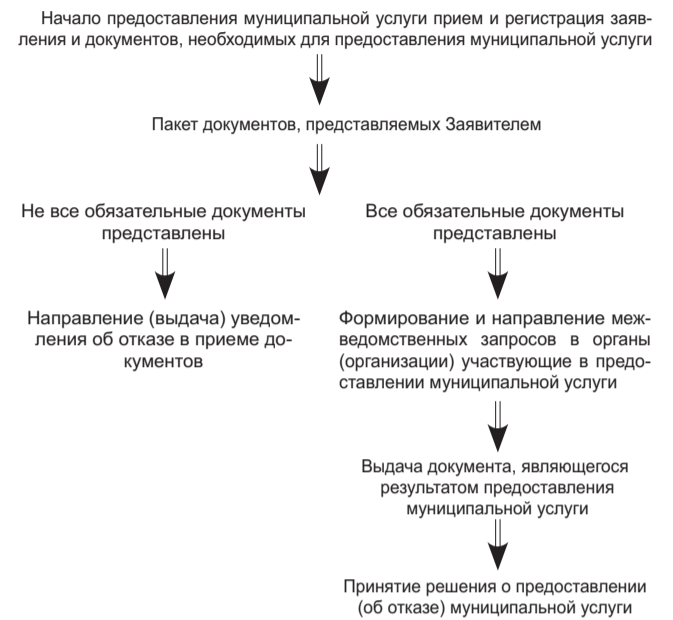 Начало предоставления муниципальной услуги прием и регистрация заяв-
ления и документов, необходимых для предоставления муниципальной услуги
Пакет документов, представляемых Заявителем
Не все обязательные документы
представлены
Все обязательные документы
представлены
Направление (выдача) уведом-
ления об отказе в приеме до-
кументов
Формирование и направление меж-
ведомственных запросов в органы
(организации) участвующие в предо-
ставлении муниципальной услуги
Выдача документа, являющегося
результатом предоставления
муниципальной услуги
Принятие решения о предоставлении
(об отказе) муниципальной услуги